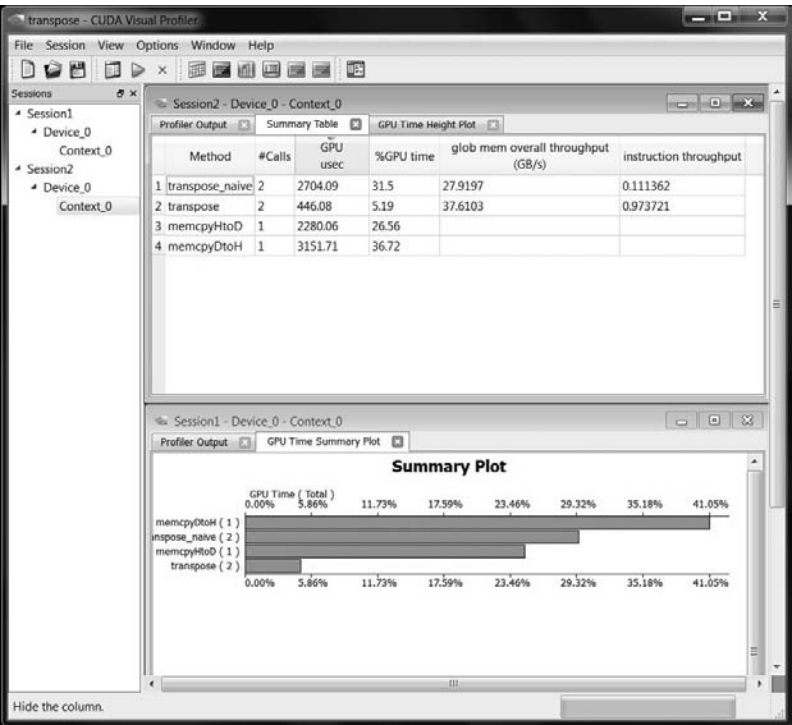 transpose - CUDA Visual Profiler
File Session View Options Window Help
Sessions
Session1
Device_0
Context_0
Session2
Device_0
Context_0
Session2 - Device_0 - Context_0
Profiler Output Summary Table GPU Time Height Plot
Method #Calls GPU usec %GPU time glob mem overall throughput (GB/s) instruction throughput
1 transpose_naive 2 2704.09 31.5 27.9197 0.111362
2 transpose 2 446.08 5.19 37.6103 0.973721
3 memcpyHtoD 1 2280.06 26.56
4 memcpyDtoH 1 3151.71 36.72
Session1 - Device_0 - Context_0
Profiler Output GPU Time Summary Plot
Summary Plot
GPU Time ( Total )
0.00% 5.86% 11.73% 17.59% 23.46% 29.32% 35.18% 41.05%
memcpyDtoH ( 1 )
nspose_naive ( 2 )
memcpyHtoD ( 1 )
transpose ( 2 )
0.00% 5.86% 11.73% 17.59% 23.46% 29.32% 35.18% 41.05%
Hide the column.